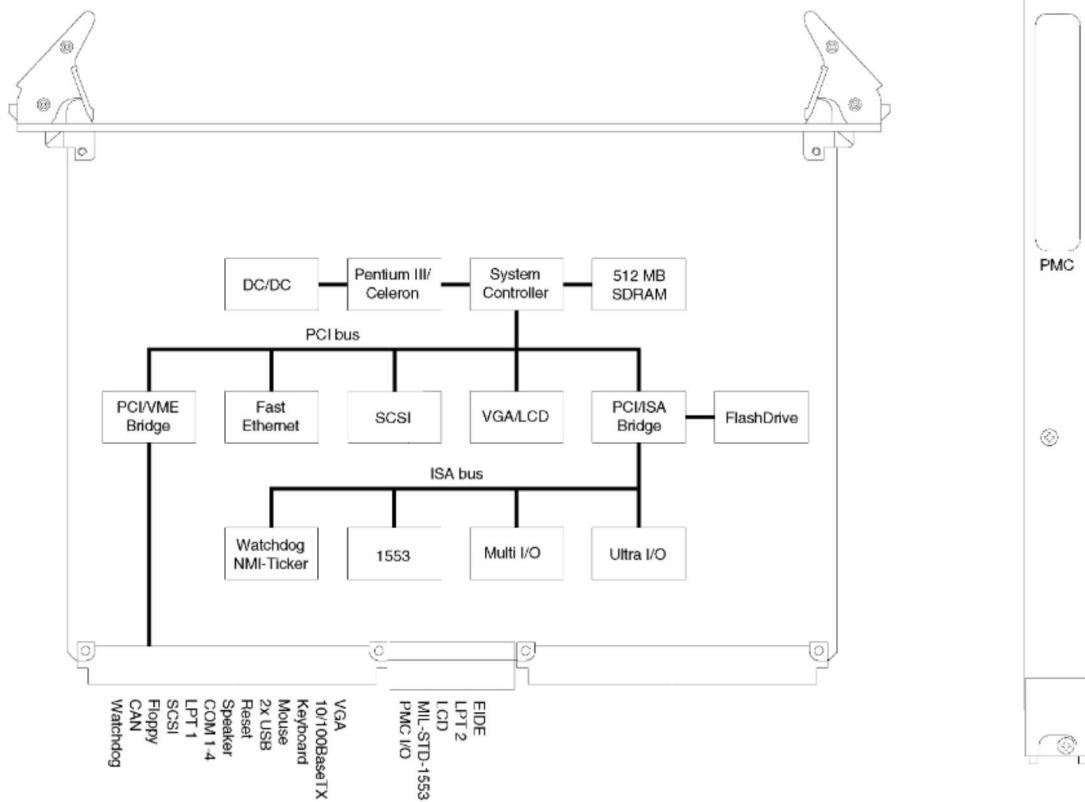 DC/DC
Pentium III/
Celeron
System
Controller
512 MB
SDRAM
PMC
PCI bus
PCI/VME
Bridge
Fast
Ethernet
SCSI
VGA/LCD
PCI/ISA
Bridge
FlashDrive
ISA bus
Watchdog
NMI-Ticker
1553
Multi I/O
Ultra I/O
VGA
10/100BaseTX
Keyboard
Mouse
2x USB
Reset
Speaker
COM 1-4
LPT 1
SCSI
Floppy
CAN
Watchdog
EIDE
LPT 2
LCD
MIL-STD-1553
PMC I/O